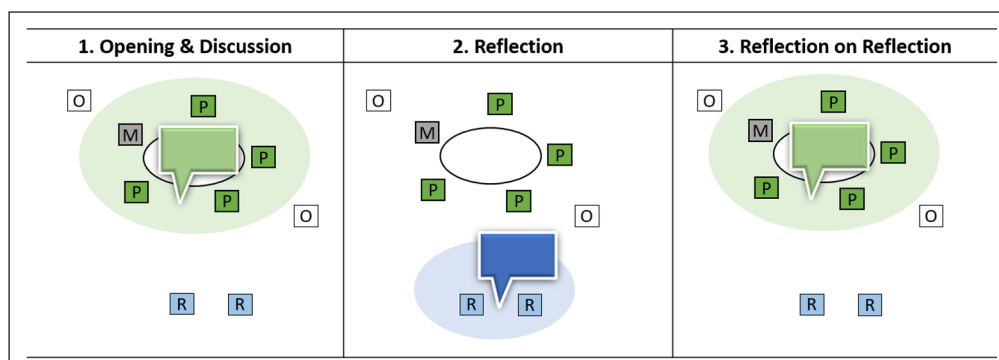 1. Opening & Discussion
2. Reflection
3. Reflection on Reflection
O
P
M
P
P
P
O
R
R
O
P
M
P
P
P
O
R
R
O
P
M
P
P
P
O
R
R